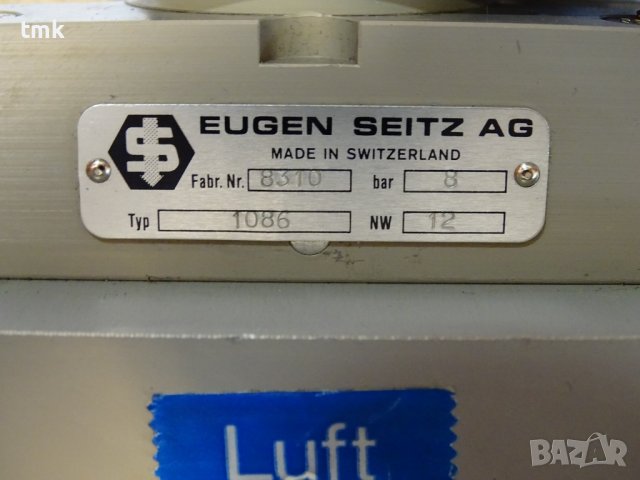 tmk
EUGEN SEITZ AG
MADE IN SWITZERLAND
Fabr. Nr. 8310 bar 8
Typ 1086 NW 12
Luft
BAZAR